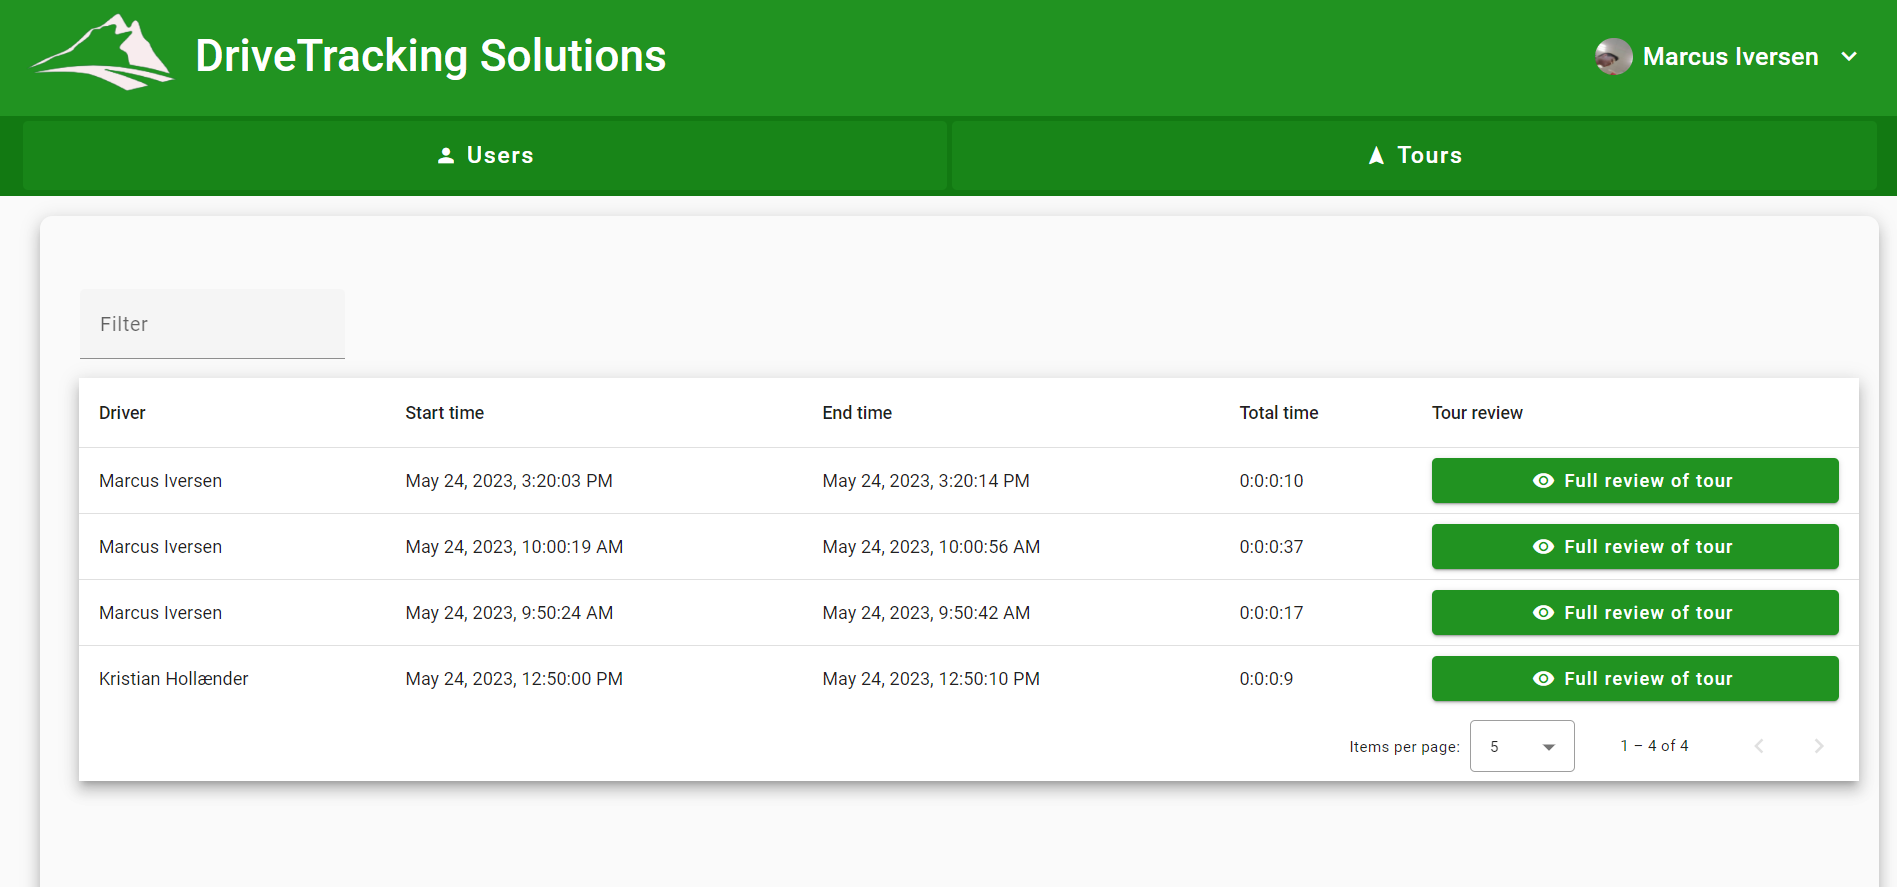 DriveTracking Solutions
Marcus Iversen
Users
Tours
Filter
Driver Start time End time Total time Tour review
Marcus Iversen May 24, 2023, 3:20:03 PM May 24, 2023, 3:20:14 PM 0:0:0:10 Full review of tour
Marcus Iversen May 24, 2023, 10:00:19 AM May 24, 2023, 10:00:56 AM 0:0:0:37 Full review of tour
Marcus Iversen May 24, 2023, 9:50:24 AM May 24, 2023, 9:50:42 AM 0:0:0:17 Full review of tour
Kristian Hollænder May 24, 2023, 12:50:00 PM May 24, 2023, 12:50:10 PM 0:0:0:9 Full review of tour
Items per page: 5 1 – 4 of 4